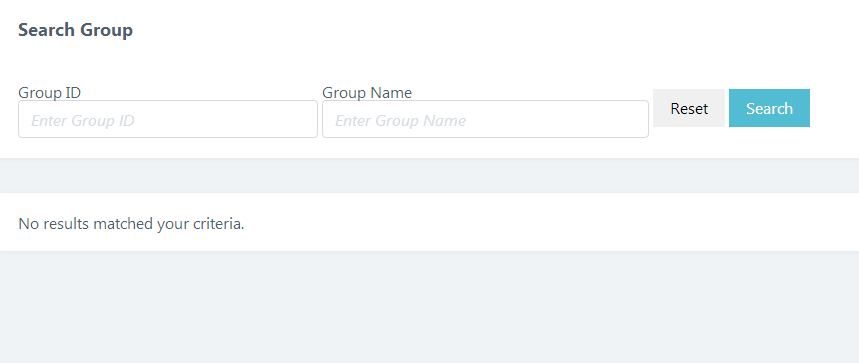 Search Group
Group ID Group Name
Enter Group ID Enter Group Name Reset Search
No results matched your criteria.